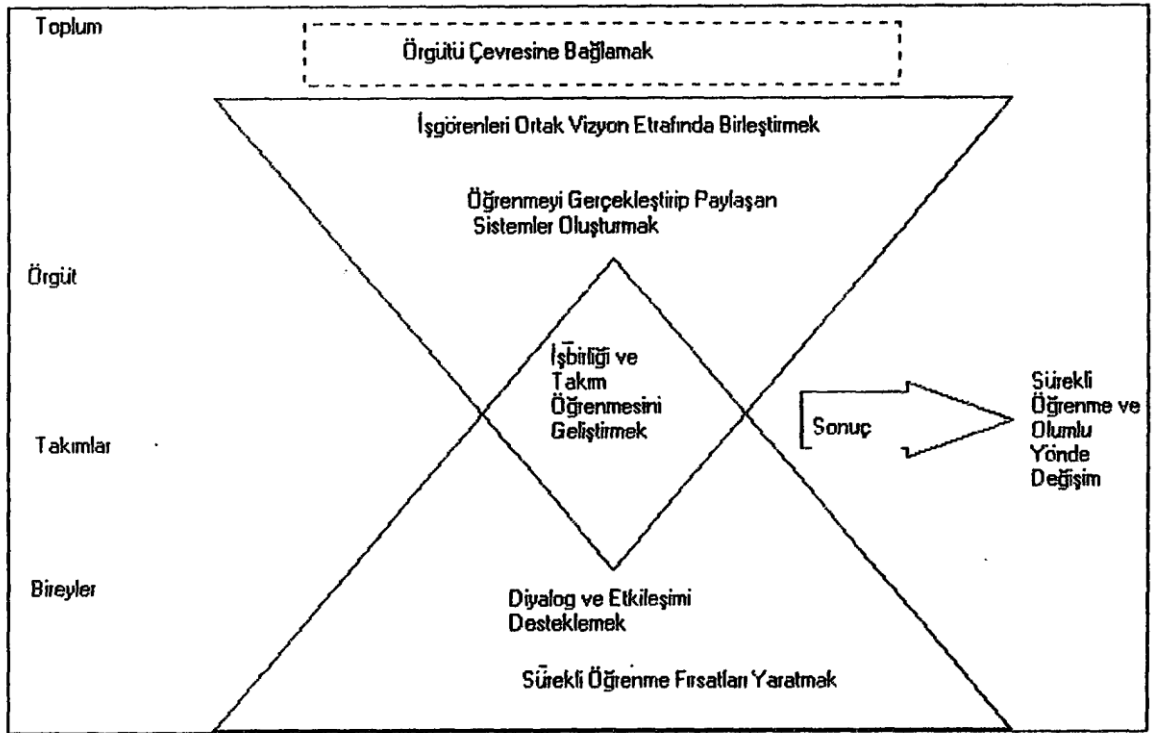 Toplum
Örgütü Çevresine Bağlamak
İşgörenleri Ortak Vizyon Etrafında Birleştirmek
Öğrenmeyi Gerçekleştirip Paylaşan
Sistemler Oluşturmak
Örgüt
İşbirliği ve
Takım
Öğrenmesini
Geliştirmek
Takımlar
Sonuç
Sürekli
Öğrenme ve
Olumlu
Yönde
Değişim
Bireyler
Diyalog ve Etkileşimi
Desteklemek
Sürekli Öğrenme Fırsatları Yaratmak